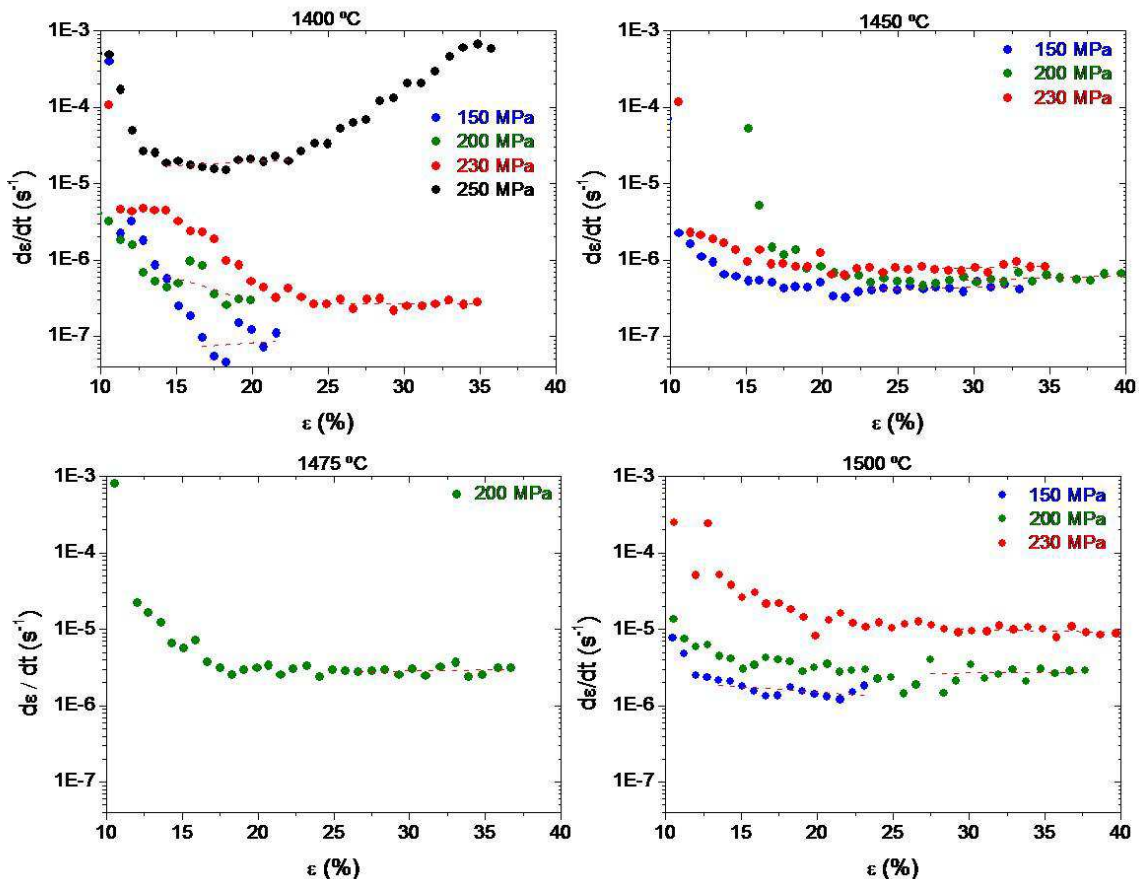 1400 ºC
1E-3
1E-4
1E-5
1E-6
1E-7
dε/dt (s⁻¹)
150 MPa
200 MPa
230 MPa
250 MPa
10 15 20 25 30 35 40
ε (%)
1450 ºC
1E-3
1E-4
1E-5
1E-6
1E-7
dε/dt (s⁻¹)
150 MPa
200 MPa
230 MPa
10 15 20 25 30 35 40
ε (%)
1475 ºC
1E-3
1E-4
1E-5
1E-6
1E-7
dε / dt (s⁻¹)
200 MPa
10 15 20 25 30 35 40
ε (%)
1500 ºC
1E-3
1E-4
1E-5
1E-6
1E-7
dε/dt (s⁻¹)
150 MPa
200 MPa
230 MPa
10 15 20 25 30 35 40
ε (%)